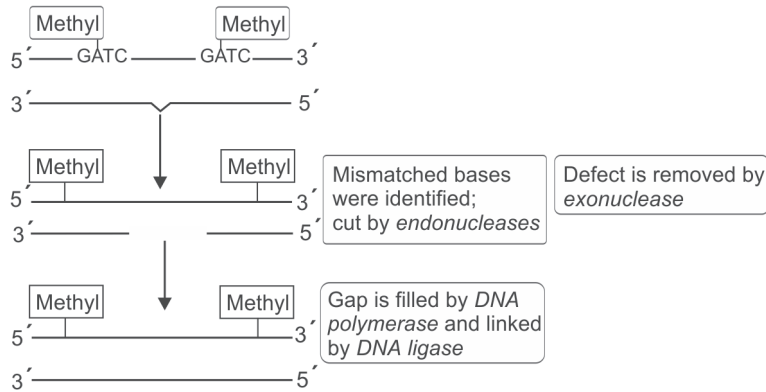 Methyl Methyl
5´ GATC GATC 3´
3´ 5´
Methyl Methyl
5´ 3´
3´ 5´
Mismatched bases
were identified;
cut by endonucleases
Defect is removed by
exonuclease
Methyl Methyl
5´ 3´
3´ 5´
Gap is filled by DNA
polymerase and linked
by DNA ligase